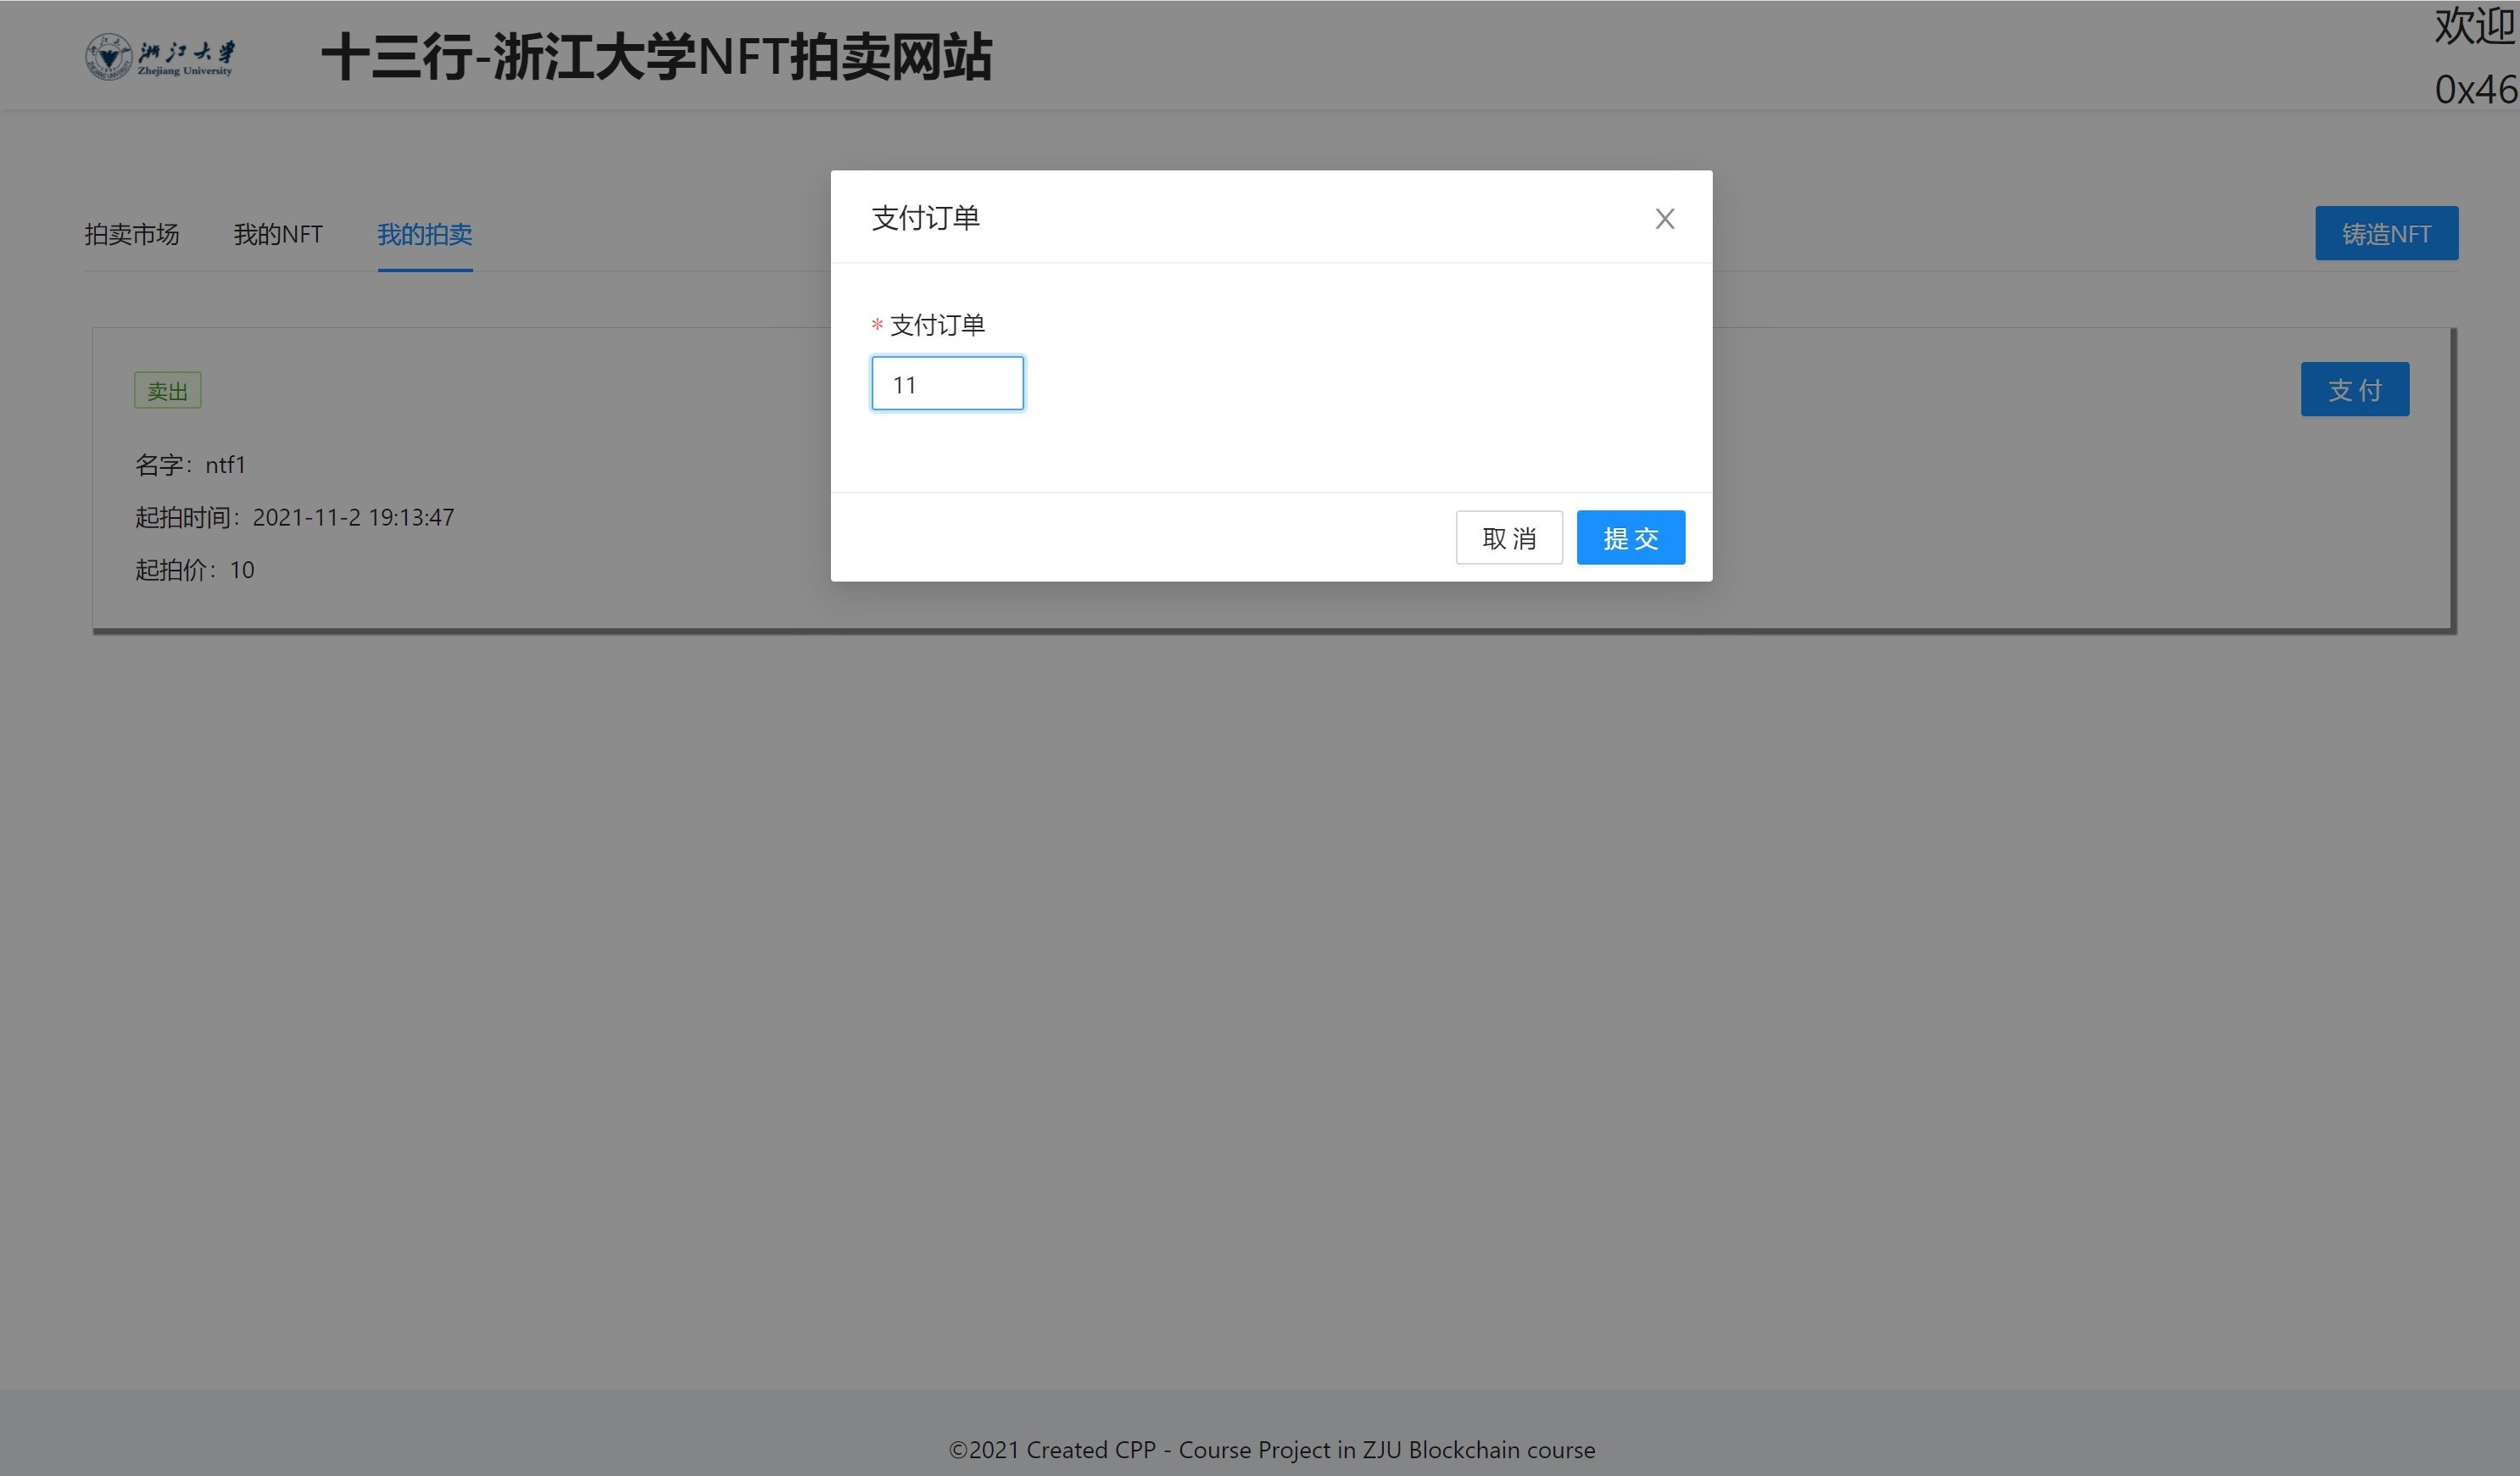 浙江大学
Zhejiang University
十三行-浙江大学NFT拍卖网站
欢迎
0x46
拍卖市场 我的NFT 我的拍卖
铸造NFT
支付订单
* 支付订单
11
取 消 提 交
卖出
支 付
名字：ntf1
起拍时间：2021-11-2 19:13:47
起拍价：10
©2021 Created CPP - Course Project in ZJU Blockchain course